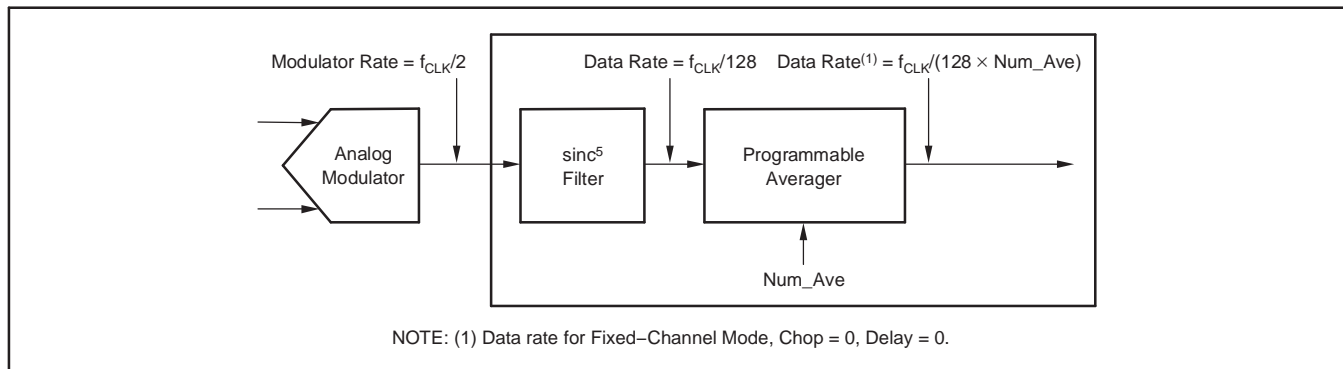 Modulator Rate = fCLK/2
Data Rate = fCLK/128
Data Rate(1) = fCLK/(128 × Num_Ave)
Analog
Modulator
sinc5
Filter
Programmable
Averager
Num_Ave
NOTE: (1) Data rate for Fixed−Channel Mode, Chop = 0, Delay = 0.